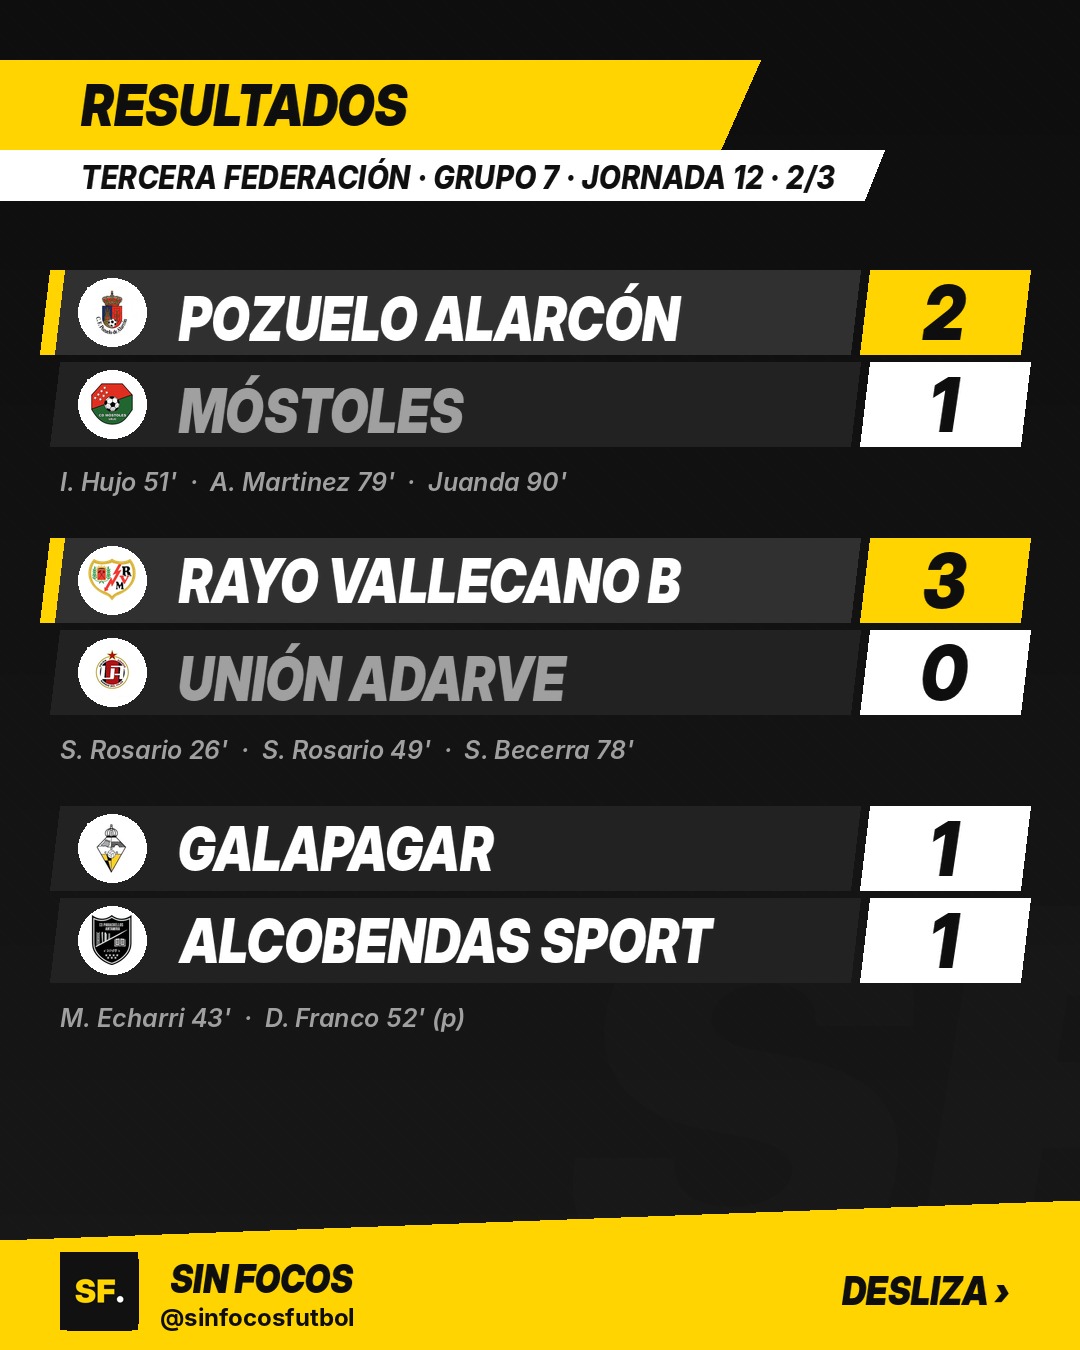 RESULTADOS
TERCERA FEDERACIÓN · GRUPO 7 · JORNADA 12 · 2/3
POZUELO ALARCÓN 2
MÓSTOLES 1
I. Hujo 51' · A. Martinez 79' · Juanda 90'
RAYO VALLECANO B 3
UNIÓN ADARVE 0
S. Rosario 26' · S. Rosario 49' · S. Becerra 78'
GALAPAGAR 1
ALCOBENDAS SPORT 1
M. Echarri 43' · D. Franco 52' (p)
SF.
SIN FOCOS
@sinfocosfutbol
DESLIZA ›